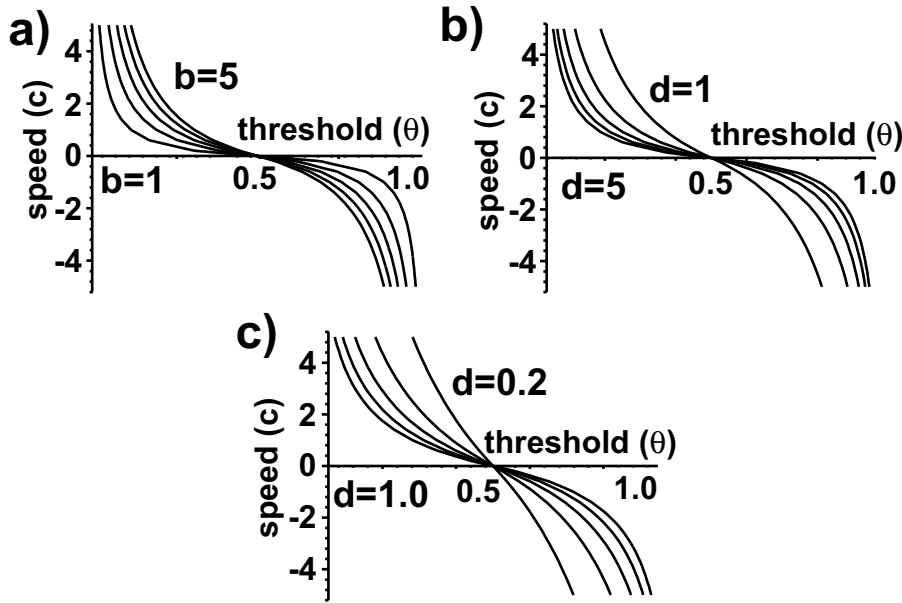 a)
4
2
0
-2
-4
speed (c)
b=5
threshold (θ)
b=1
0.5
1.0
b)
4
2
0
-2
-4
speed (c)
d=1
threshold (θ)
d=5
0.5
1.0
c)
4
2
0
-2
-4
speed (c)
d=0.2
threshold (θ)
d=1.0
0.5
1.0